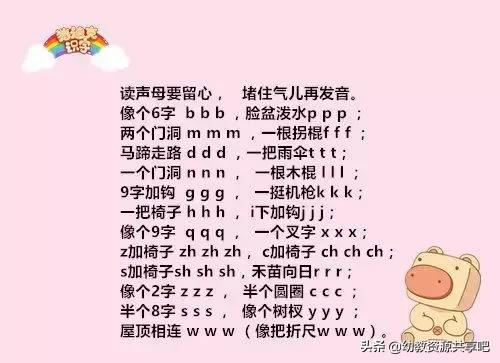 猫迪克
识字
读声母要留心， 堵住气儿再发音。
像个6字 b b b ，脸盆泼水p p p ；
两个门洞 m m m ，一根拐棍f f f ；
马蹄走路 d d d ，一把雨伞t t t；
一个门洞 n n n， 一根木棍 l l l ；
9字加钩 g g g ，一挺机枪k k k；
一把椅子 h h h ， i下加钩j j j；
像个9字 q q q ， 一个叉字 x x x；
z加椅子 zh zh zh，c加椅子 ch ch ch；
s加椅子sh sh sh，禾苗向日r r r；
像个2字 z z z ， 半个圆圈 c c c ；
半个8字 s s s ， 像个树杈 y y y ；
屋顶相连 w w w（ 像把折尺w w w ）。
头条 @幼教资源共享吧